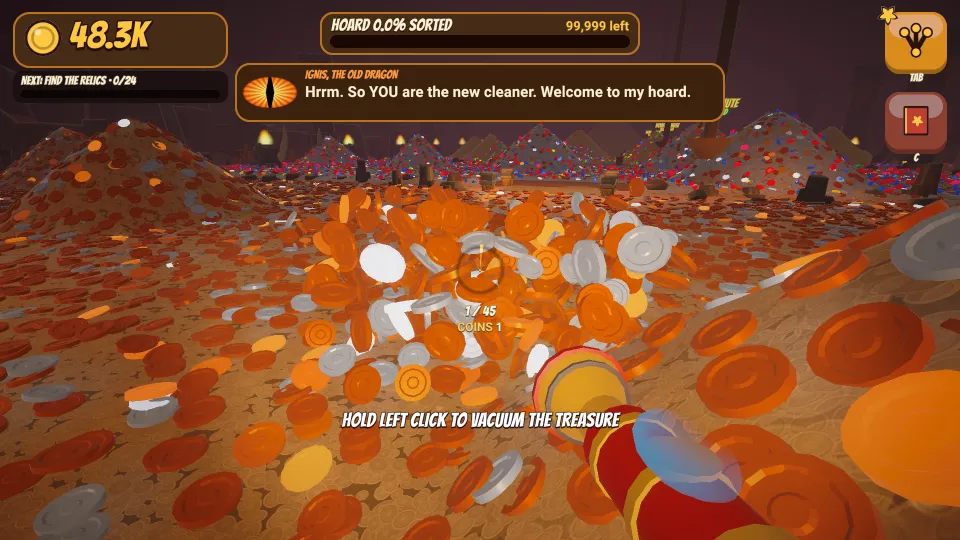 48.3K
HOARD 0.0% SORTED
99,999 left
NEXT: FIND THE RELICS · 0/24
IGNIS, THE OLD DRAGON
Hrrm. So YOU are the new cleaner. Welcome to my hoard.
TAB
C
1 / 45
COINS 1
HOLD LEFT CLICK TO VACUUM THE TREASURE